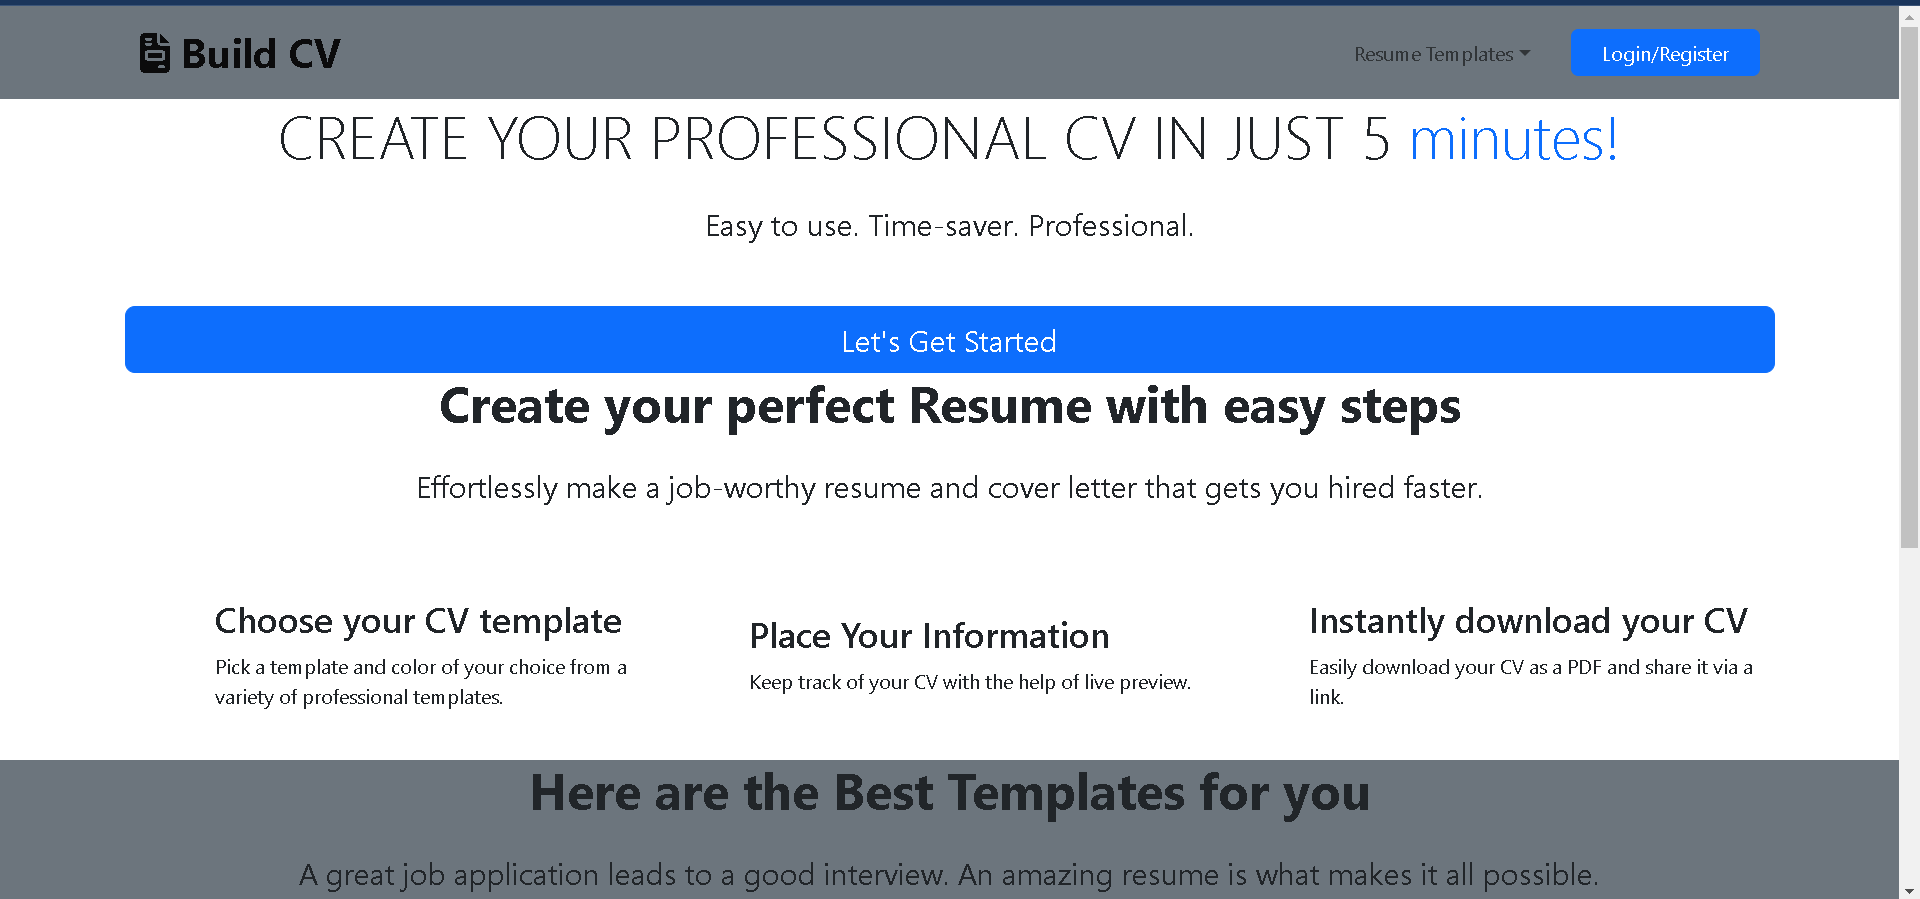 Build CV
Resume Templates
Login/Register
CREATE YOUR PROFESSIONAL CV IN JUST 5 minutes!
Easy to use. Time-saver. Professional.
Let's Get Started
Create your perfect Resume with easy steps
Effortlessly make a job-worthy resume and cover letter that gets you hired faster.
Choose your CV template
Pick a template and color of your choice from a
variety of professional templates.
Place Your Information
Keep track of your CV with the help of live preview.
Instantly download your CV
Easily download your CV as a PDF and share it via a
link.
Here are the Best Templates for you
A great job application leads to a good interview. An amazing resume is what makes it all possible.